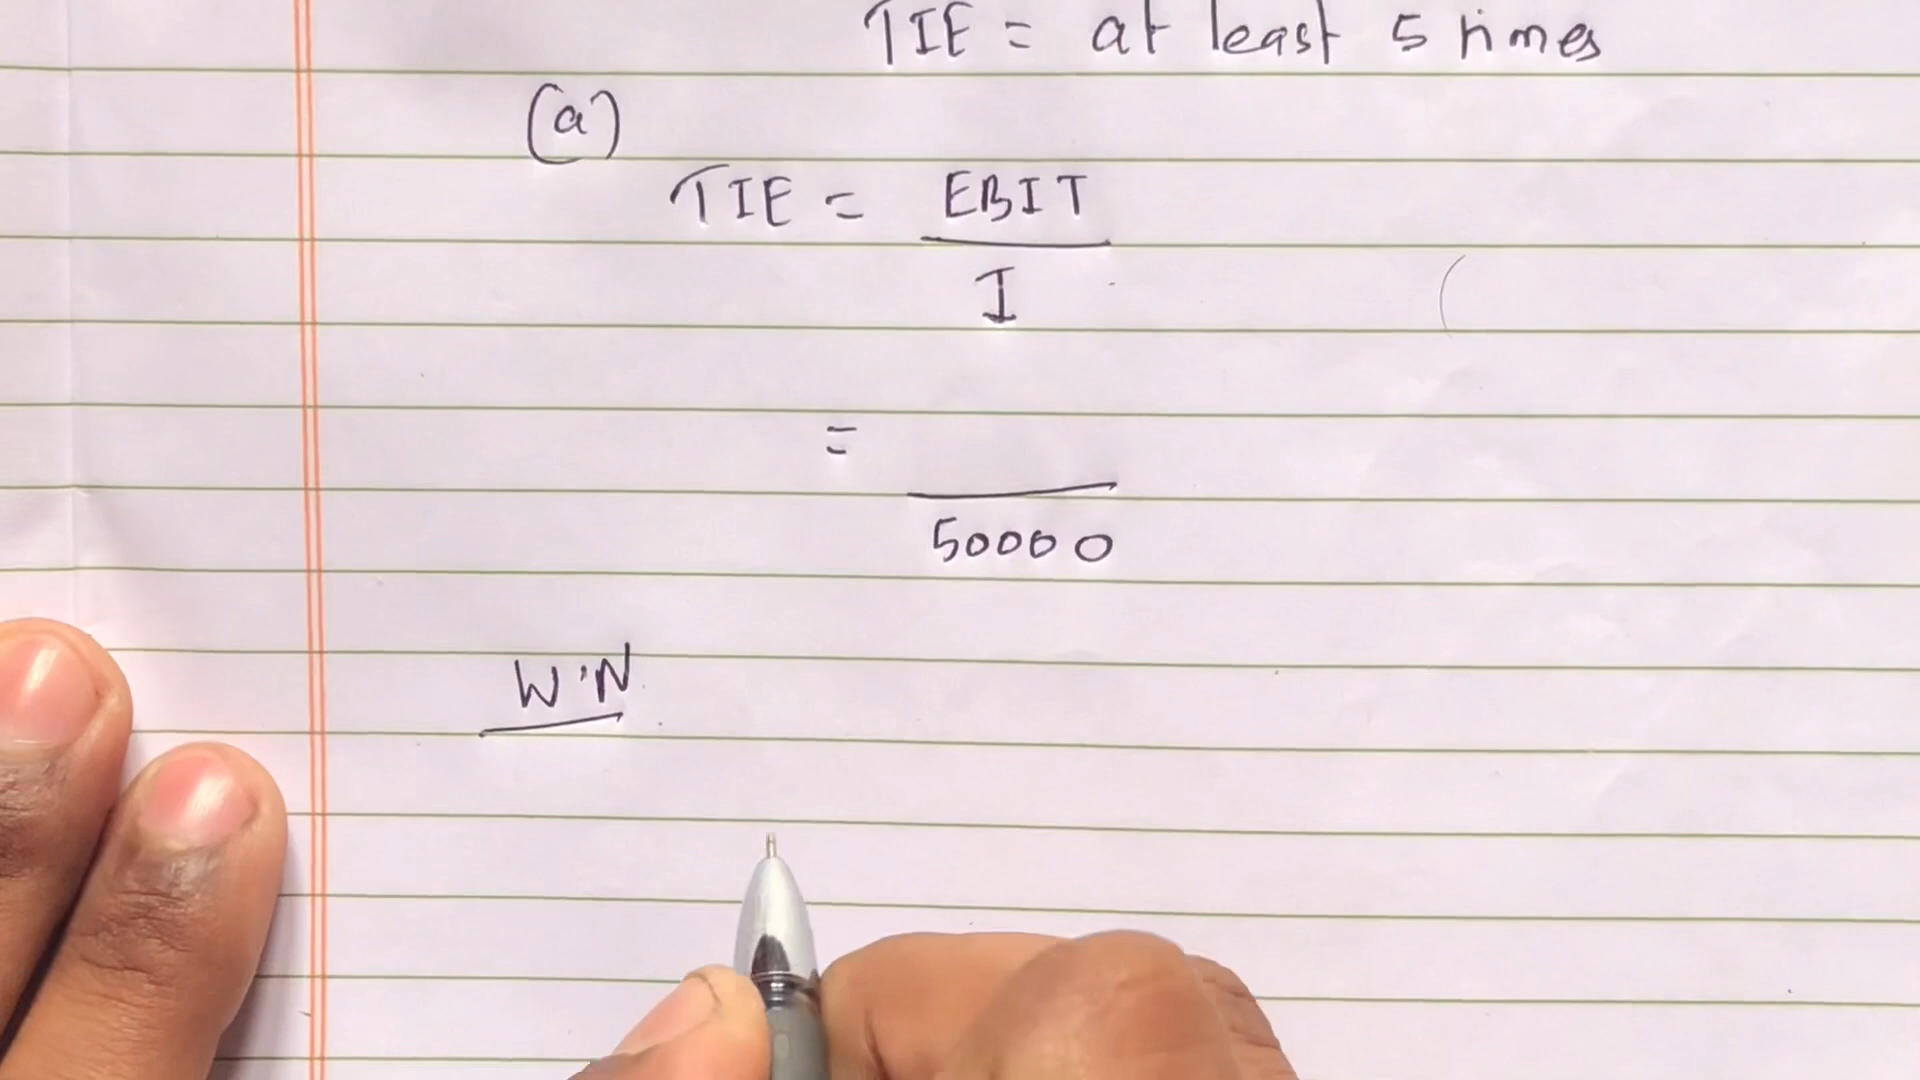 TIE = at least 5 times
(a)
TIE = EBIT
I
=
50000
W.N